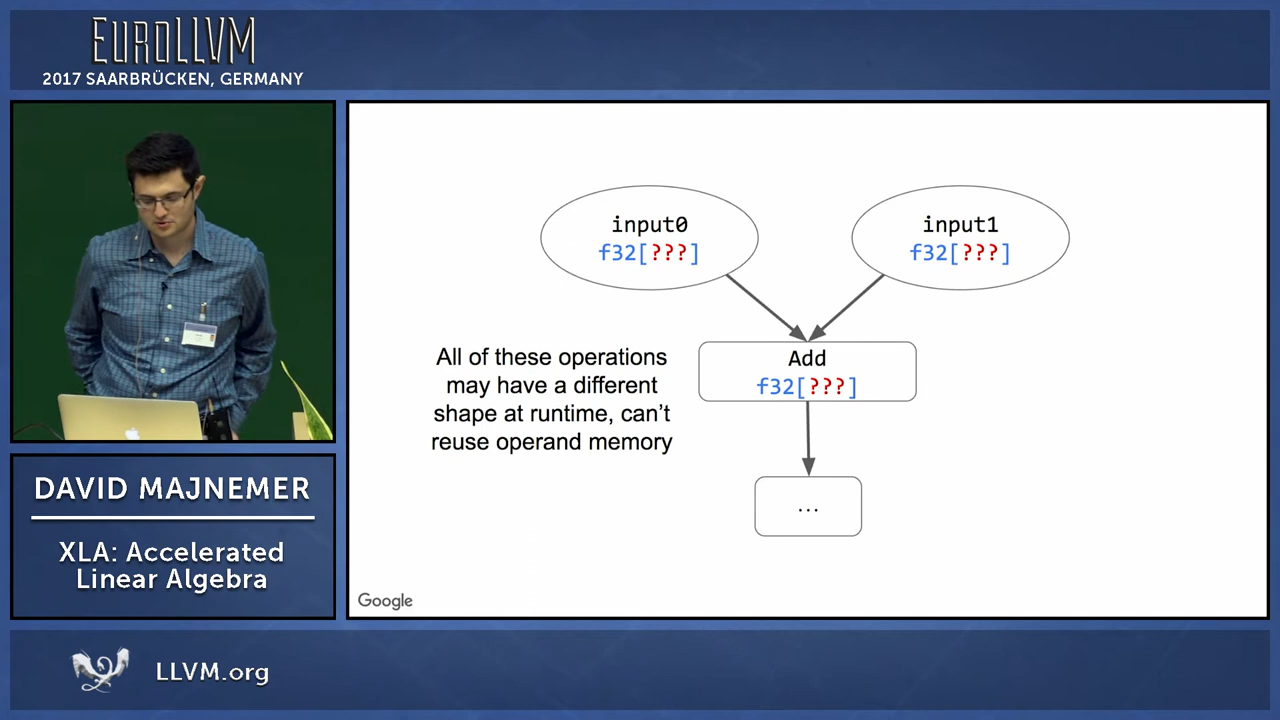 EUROLLVM
2017 SAARBRÜCKEN, GERMANY
input0
f32[???]
input1
f32[???]
All of these operations
may have a different
shape at runtime, can't
reuse operand memory
Add
f32[???]
...
Google
DAVID MAJNEMER
XLA: Accelerated
Linear Algebra
LLVM.org